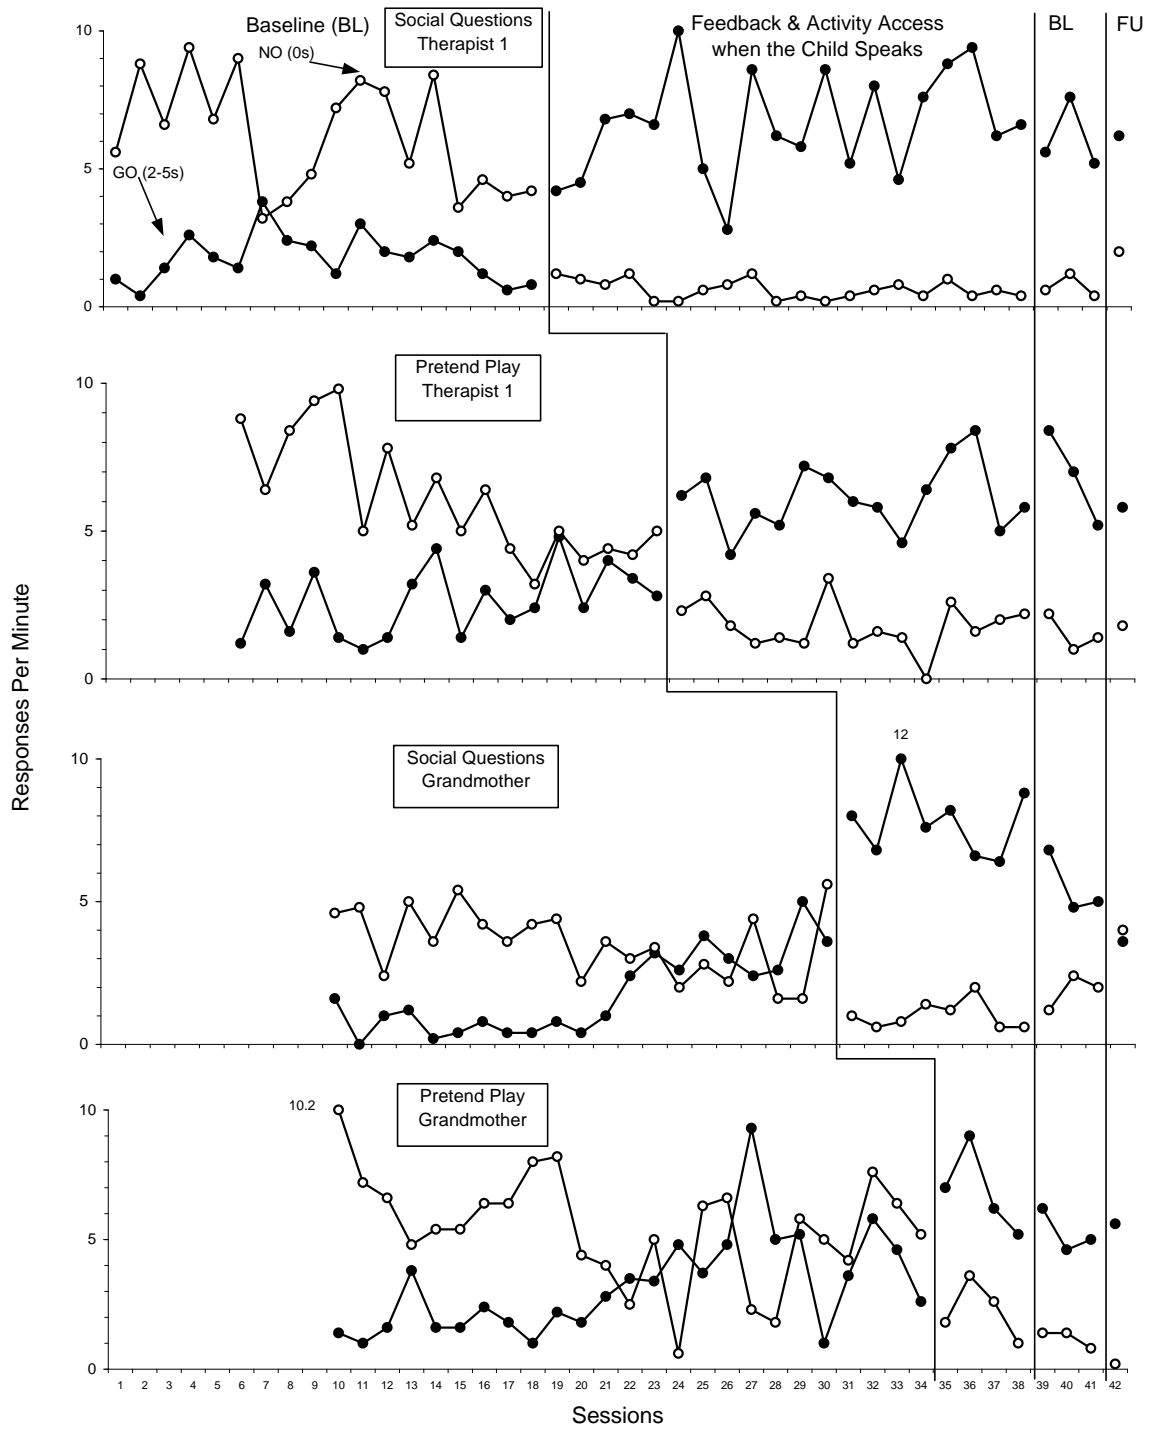 Baseline (BL)
Social Questions
Therapist 1
Feedback & Activity Access
when the Child Speaks
BL
FU
NO (0s)
GO (2-5s)
10
5
0
Pretend Play
Therapist 1
10
5
0
Responses Per Minute
Social Questions
Grandmother
12
10
5
0
Pretend Play
Grandmother
10.2
10
5
0
1 2 3 4 5 6 7 8 9 10 11 12 13 14 15 16 17 18 19 20 21 22 23 24 25 26 27 28 29 30 31 32 33 34 35 36 37 38 39 40 41 42
Sessions